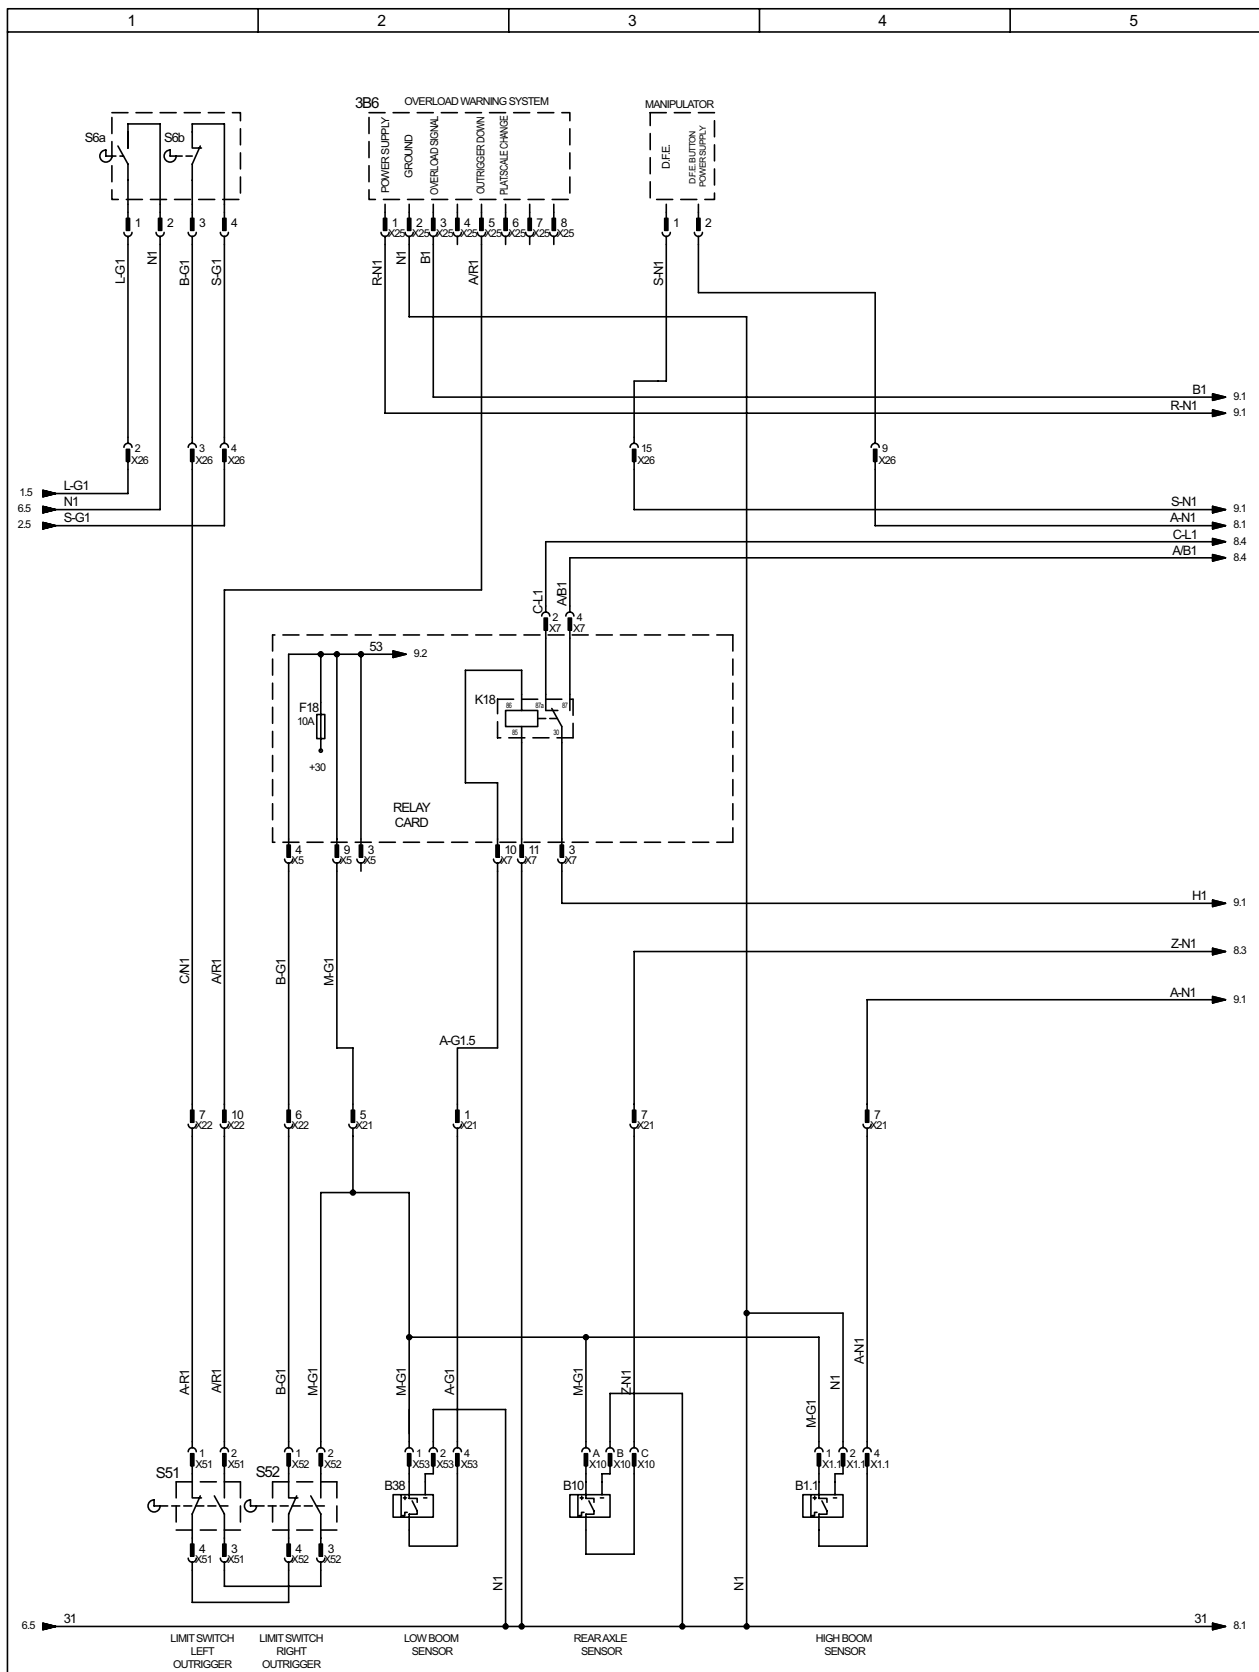 1 2 3 4 5
3B6 OVERLOAD WARNING SYSTEM
MANIPULATOR
S6a S6b
POWER SUPPLY
GROUND
OVERLOAD SIGNAL
OUTRIGGER DOWN
PLAT.SCALE CHANGE
D.F.E.
D.F.E. BUTTON
POWER SUPPLY
1 2 3 4
1 2 3 4 5 6 7 8
X25 X25 X25 X25 X25 X25 X25 X25
1 2
L-G1 N1 B-G1 S-G1
R-N1 N1 B1 A/R1
S-N1
B1 9.1
R-N1 9.1
2 3 4
X26 X26 X26
15
X26
9
X26
1.5 L-G1
6.5 N1
2.5 S-G1
S-N1 9.1
A-N1 8.1
C-L1 8.4
A/B1 8.4
C-L1 A/B1
2 4
X7 X7
53 9.2
K18
86 87a 87
85 30
F18
10A
+30
RELAY
CARD
4 9 3
X5 X5 X5
10 11 3
X7 X7 X7
H1 9.1
Z-N1 8.3
A-N1 9.1
C/N1 A/R1 B-G1 M-G1
A-G1.5
7 10 6
X22 X22 X22
5 1 7 7
X21 X21 X21 X21
A-R1 A/R1 B-G1 M-G1 M-G1 A-G1 M-G1 Z-N1 M-G1 N1 A-N1
1 2
X51 X51
1 2
X52 X52
1 2 4
X53 X53 X53
A B C
X10 X10 X10
1 2 4
X1.1 X1.1 X1.1
S51 S52 B38 B10 B1.1
+ - + - + -
4 3
X51 X51
4 3
X52 X52
N1 N1
6.5 31
31 8.1
LIMIT SWITCH
LEFT
OUTRIGGER
LIMIT SWITCH
RIGHT
OUTRIGGER
LOW BOOM
SENSOR
REAR AXLE
SENSOR
HIGH BOOM
SENSOR